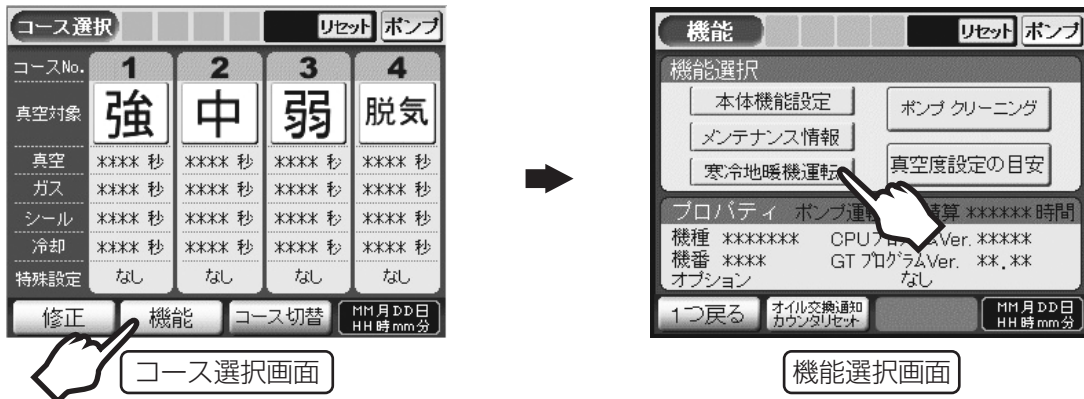 コース選択 リセット ポンプ
コースNo. 1 2 3 4
真空対象 強 中 弱 脱気
真空 **** 秒 **** 秒 **** 秒 **** 秒
ガス **** 秒 **** 秒 **** 秒 **** 秒
シール **** 秒 **** 秒 **** 秒 **** 秒
冷却 **** 秒 **** 秒 **** 秒 **** 秒
特殊設定 なし なし なし なし
修正 機能 コース切替 MM月DD日
HH時mm分
コース選択画面
機能 リセット ポンプ
機能選択
本体機能設定 ポンプ クリーニング
メンテナンス情報
寒冷地暖機運転 真空度設定の目安
プロパティ ポンプ運 積算 ****** 時間
機種 ******* CPUプログラムVer. *****
機番 **** GT プログラムVer. **.**
オプション なし
1つ戻る オイル交換通知
カウンタリセット MM月DD日
HH時mm分
機能選択画面